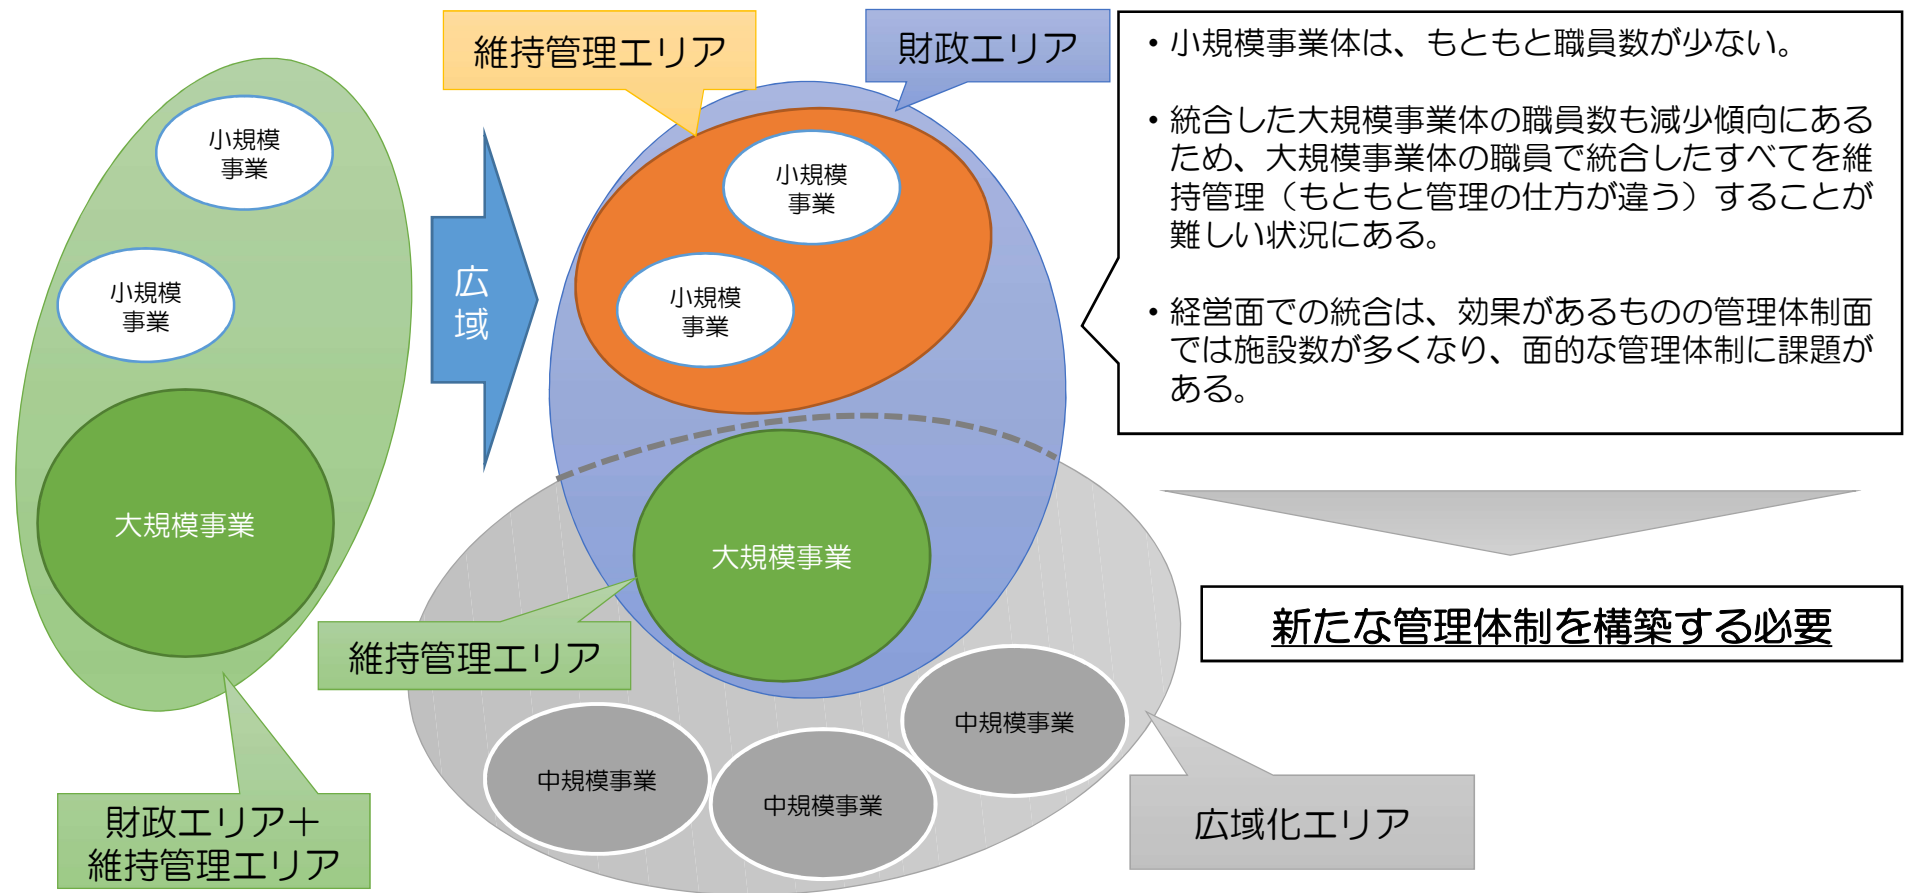 維持管理エリア
財政エリア
小規模
事業
小規模
事業
大規模事業
財政エリア＋
維持管理エリア
広
域
小規模
事業
小規模
事業
大規模事業
維持管理エリア
中規模事業
中規模事業
中規模事業
広域化エリア
・小規模事業体は、もともと職員数が少ない。
・統合した大規模事業体の職員数も減少傾向にある
ため、大規模事業体の職員で統合したすべてを維
持管理（もともと管理の仕方が違う）することが
難しい状況にある。
・経営面での統合は、効果があるものの管理体制面
では施設数が多くなり、面的な管理体制に課題が
ある。
新たな管理体制を構築する必要